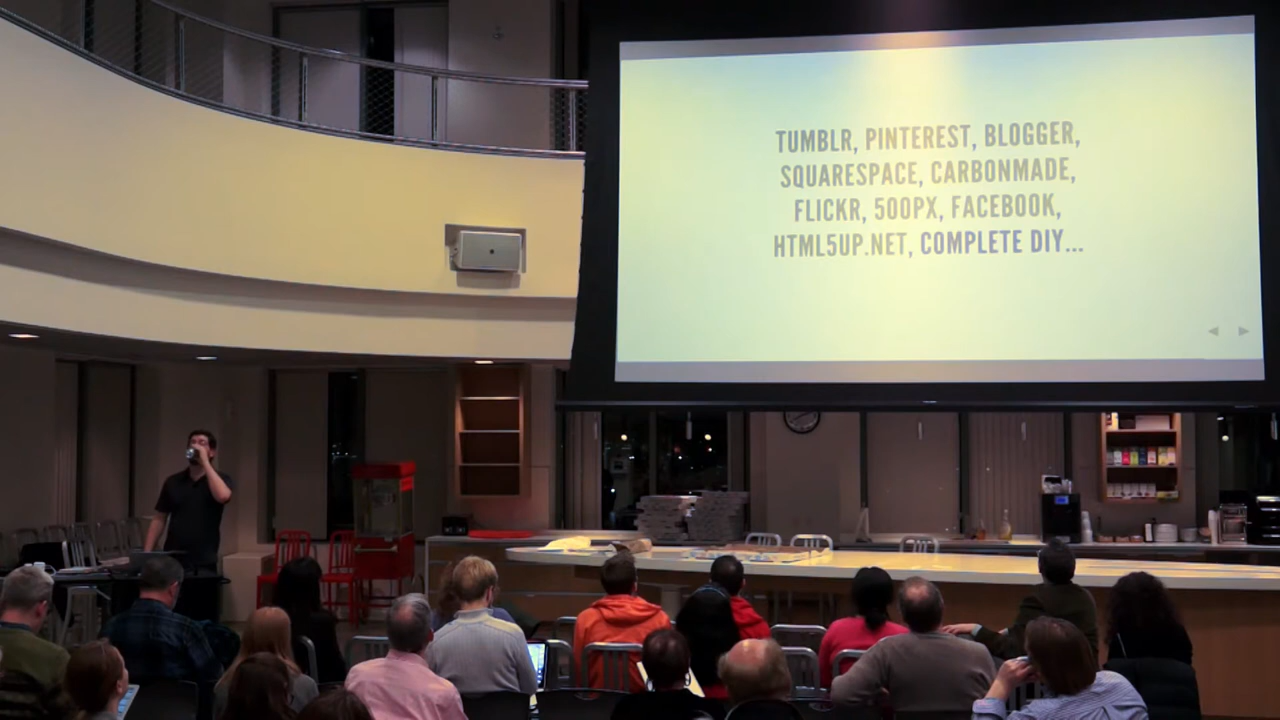 TUMBLR, PINTEREST, BLOGGER,
SQUARESPACE, CARBONMADE,
FLICKR, 500PX, FACEBOOK,
HTML5UP.NET, COMPLETE DIY...